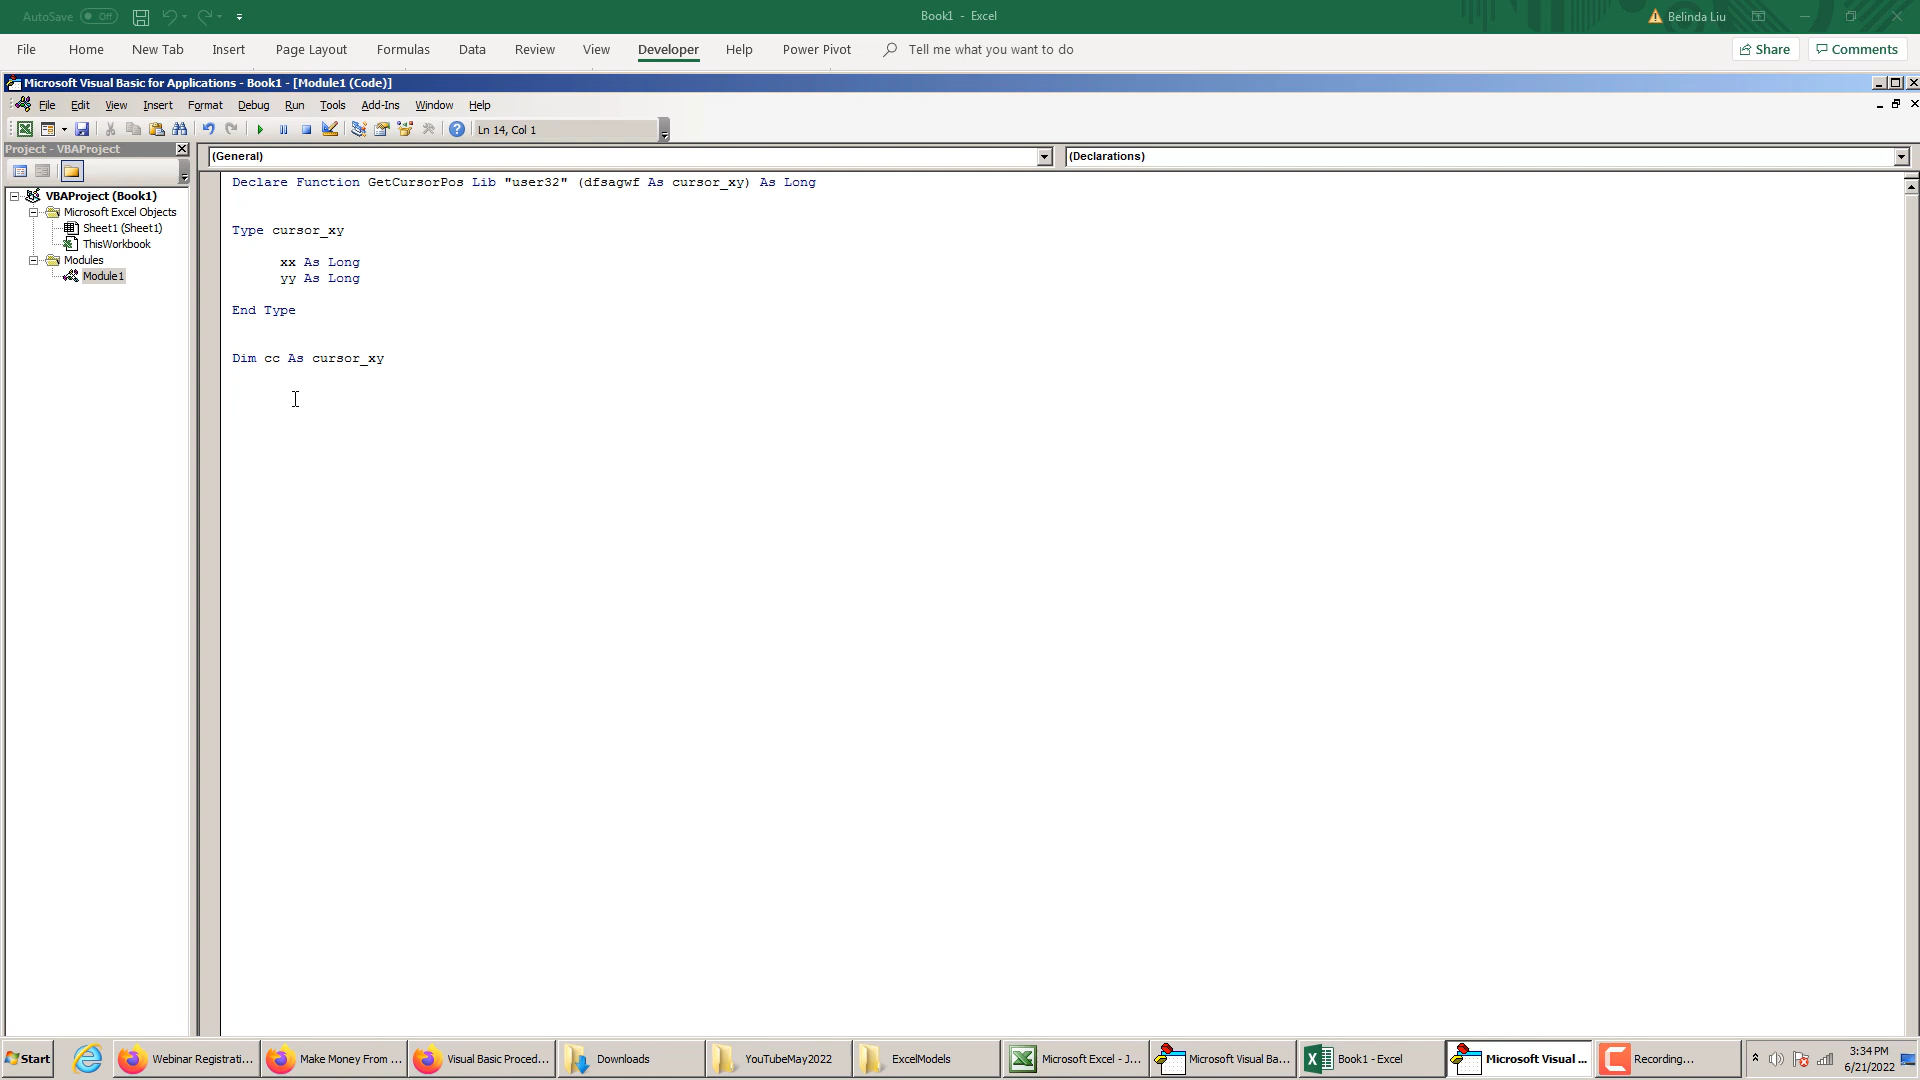 AutoSave Off Book1 - Excel Belinda Liu
File Home New Tab Insert Page Layout Formulas Data Review View Developer Help Power Pivot Tell me what you want to do Share Comments
Microsoft Visual Basic for Applications - Book1 - [Module1 (Code)]
File Edit View Insert Format Debug Run Tools Add-Ins Window Help
Ln 14, Col 1
Project - VBAProject
(General) (Declarations)
VBAProject (Book1)
Microsoft Excel Objects
Sheet1 (Sheet1)
ThisWorkbook
Modules
Module1
Declare Function GetCursorPos Lib "user32" (dfsagwf As cursor_xy) As Long
Type cursor_xy
xx As Long
yy As Long
End Type
Dim cc As cursor_xy
Start Webinar Registrati... Make Money From ... Visual Basic Proced... Downloads YouTubeMay2022 ExcelModels Microsoft Excel - J... Microsoft Visual Ba... Book1 - Excel Microsoft Visual ... Recording... 3:34 PM
6/21/2022